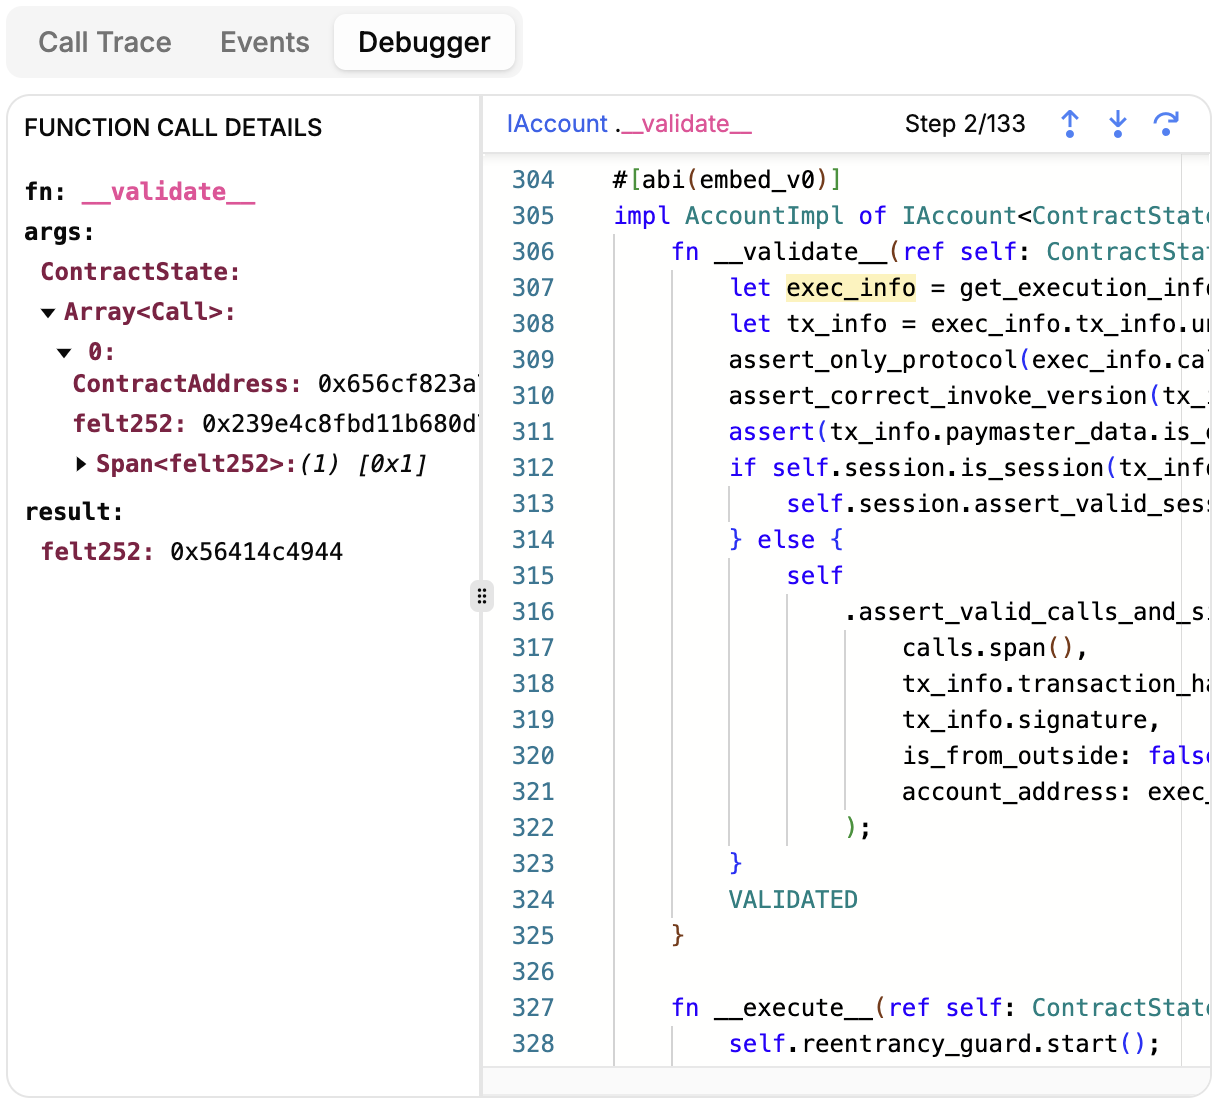 Call Trace Events Debugger
FUNCTION CALL DETAILS
fn: __validate__
args:
ContractState:
Array<Call>:
0:
ContractAddress: 0x656cf823a
felt252: 0x239e4c8fbd11b680d
Span<felt252>:(1) [0x1]
result:
felt252: 0x56414c4944
IAccount .__validate__ Step 2/133
304 #[abi(embed_v0)]
305 impl AccountImpl of IAccount<ContractState
306 fn __validate__(ref self: ContractSta
307 let exec_info = get_execution_info
308 let tx_info = exec_info.tx_info.u
309 assert_only_protocol(exec_info.ca
310 assert_correct_invoke_version(tx_
311 assert(tx_info.paymaster_data.is_
312 if self.session.is_session(tx_info
313 self.session.assert_valid_ses
314 } else {
315 self
316 .assert_valid_calls_and_s
317 calls.span(),
318 tx_info.transaction_ha
319 tx_info.signature,
320 is_from_outside: false
321 account_address: exec_
322 );
323 }
324 VALIDATED
325 }
326
327 fn __execute__(ref self: ContractState
328 self.reentrancy_guard.start();